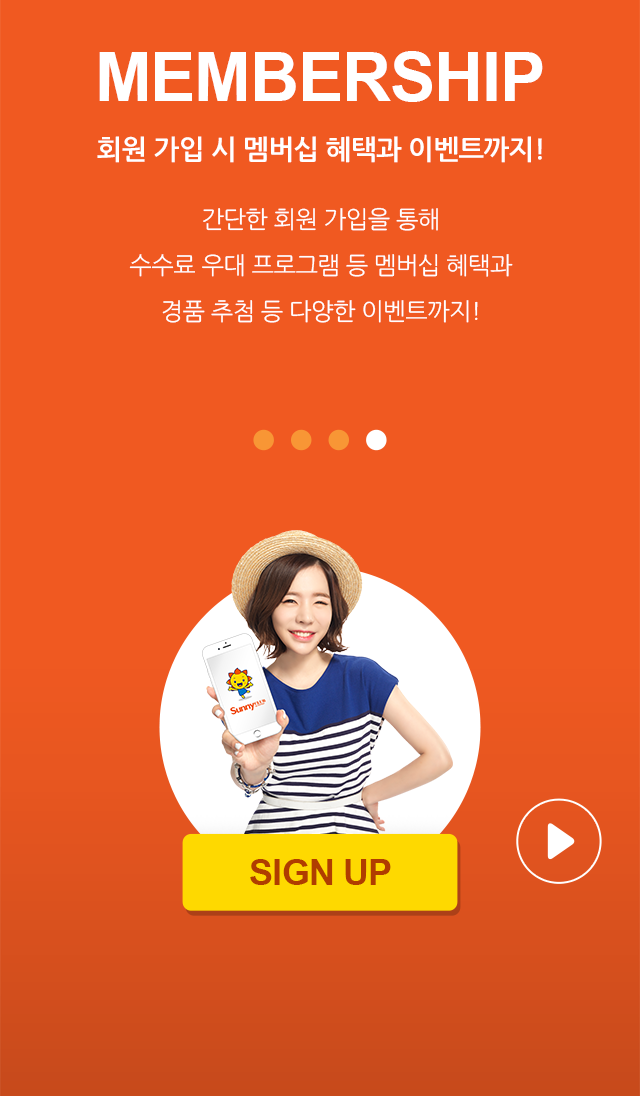 MEMBERSHIP
회원 가입 시 멤버십 혜택과 이벤트까지!
간단한 회원 가입을 통해
수수료 우대 프로그램 등 멤버십 혜택과
경품 추첨 등 다양한 이벤트까지!
Sunny
SIGN UP